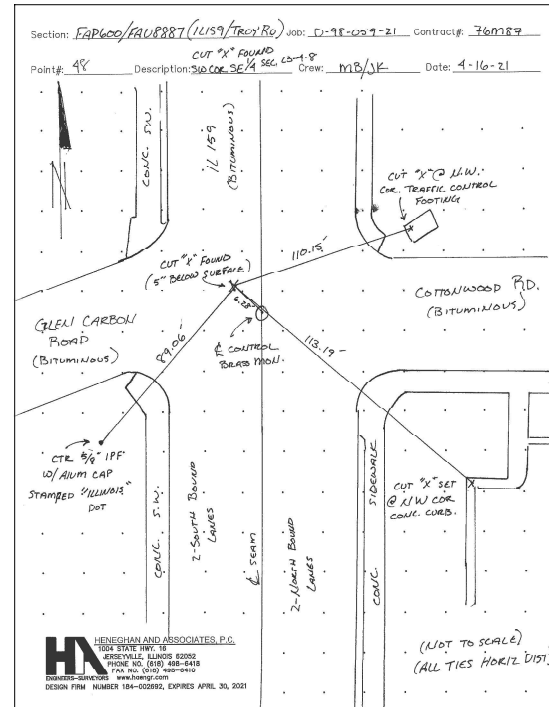 Section: FAP600/FAU8887 (IL159/TROY RD) Job: D-98-029-21 Contract#: 76M87
CUT "X" FOUND
Point#: 48 Description: SW COR SE 1/4 SEC. Crew: MB/JK Date: 4-16-21
CONC. S.W.
IL 159
(BITUMINOUS)
N
CUT "X" @ N.W.
COR. TRAFFIC CONTROL
FOOTING
110.15'
CUT "X" FOUND
(5" BELOW SURFACE)
6.28'
COTTONWOOD RD.
(BITUMINOUS)
GLEN CARBON
ROAD
(BITUMINOUS)
89.06'
℄ CONTROL
BRASS MON.
113.19
CTR 5/8" IPF
W/ ALUM CAP
STAMPED "ILLINOIS"
DOT
CONC. S.W.
2-SOUTH BOUND
LANES
℄ SEAM
2-NORTH BOUND
LANES
SIDEWALK
CONC.
CUT "X" SET
@ NW COR
CONC. CURB.
HENEGHAN AND ASSOCIATES, P.C.
1004 STATE HWY. 16
JERSEYVILLE, ILLINOIS 62052
PHONE NO. (618) 498-6418
FAX NO. (618) 498-6410
ENGINEERS-SURVEYORS www.haengr.com
DESIGN FIRM NUMBER 184-002692, EXPIRES APRIL 30, 2021
HA
(NOT TO SCALE)
(ALL TIES HORIZ DIST)